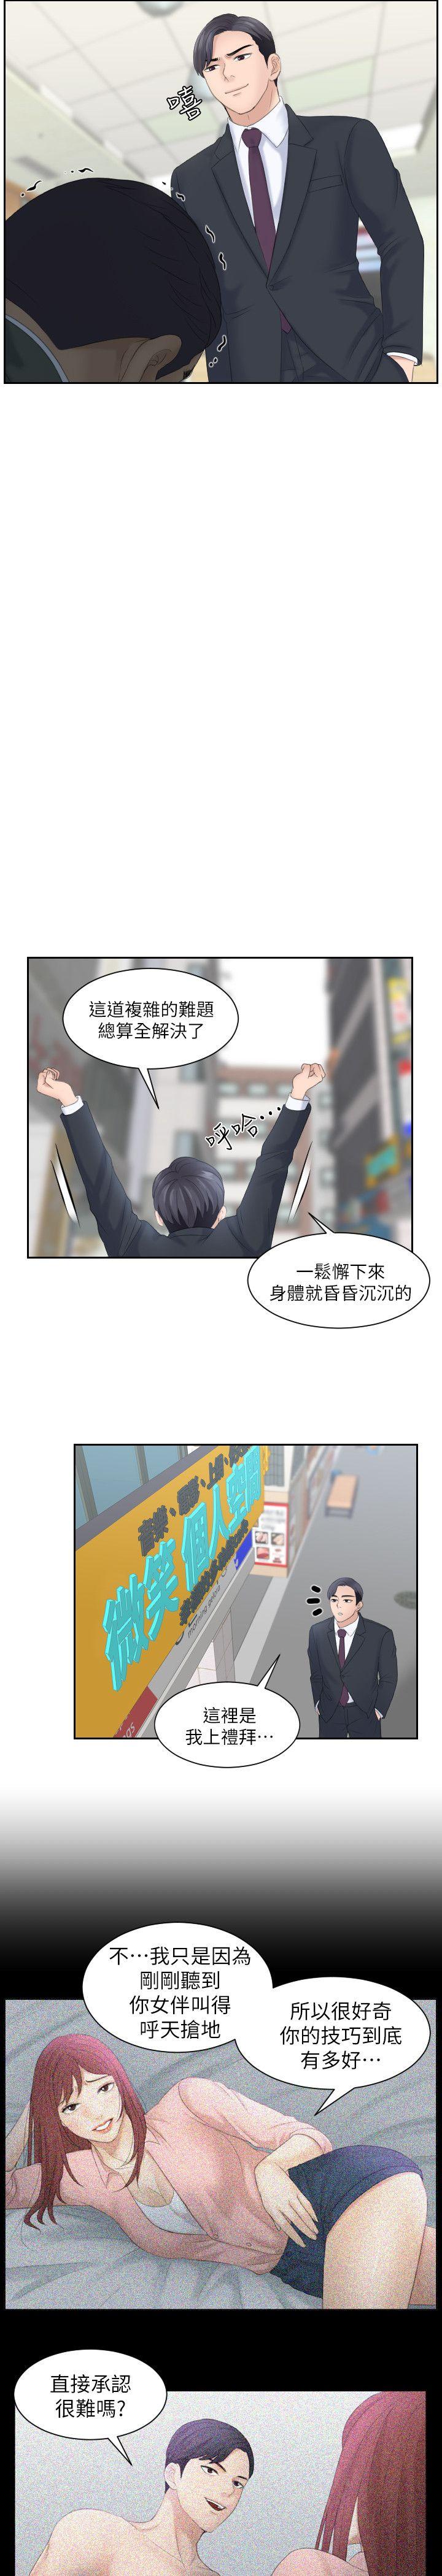 嘻
這道複雜的難題
總算全解決了
呼哈…
一鬆懈下來
身體就昏昏沉沉的
微笑 個人空間
這裡是
我上禮拜…
不…我只是因為
剛剛聽到
你女伴叫得
呼天搶地
所以很好奇
你的技巧到底
有多好…
直接承認
很難嗎?